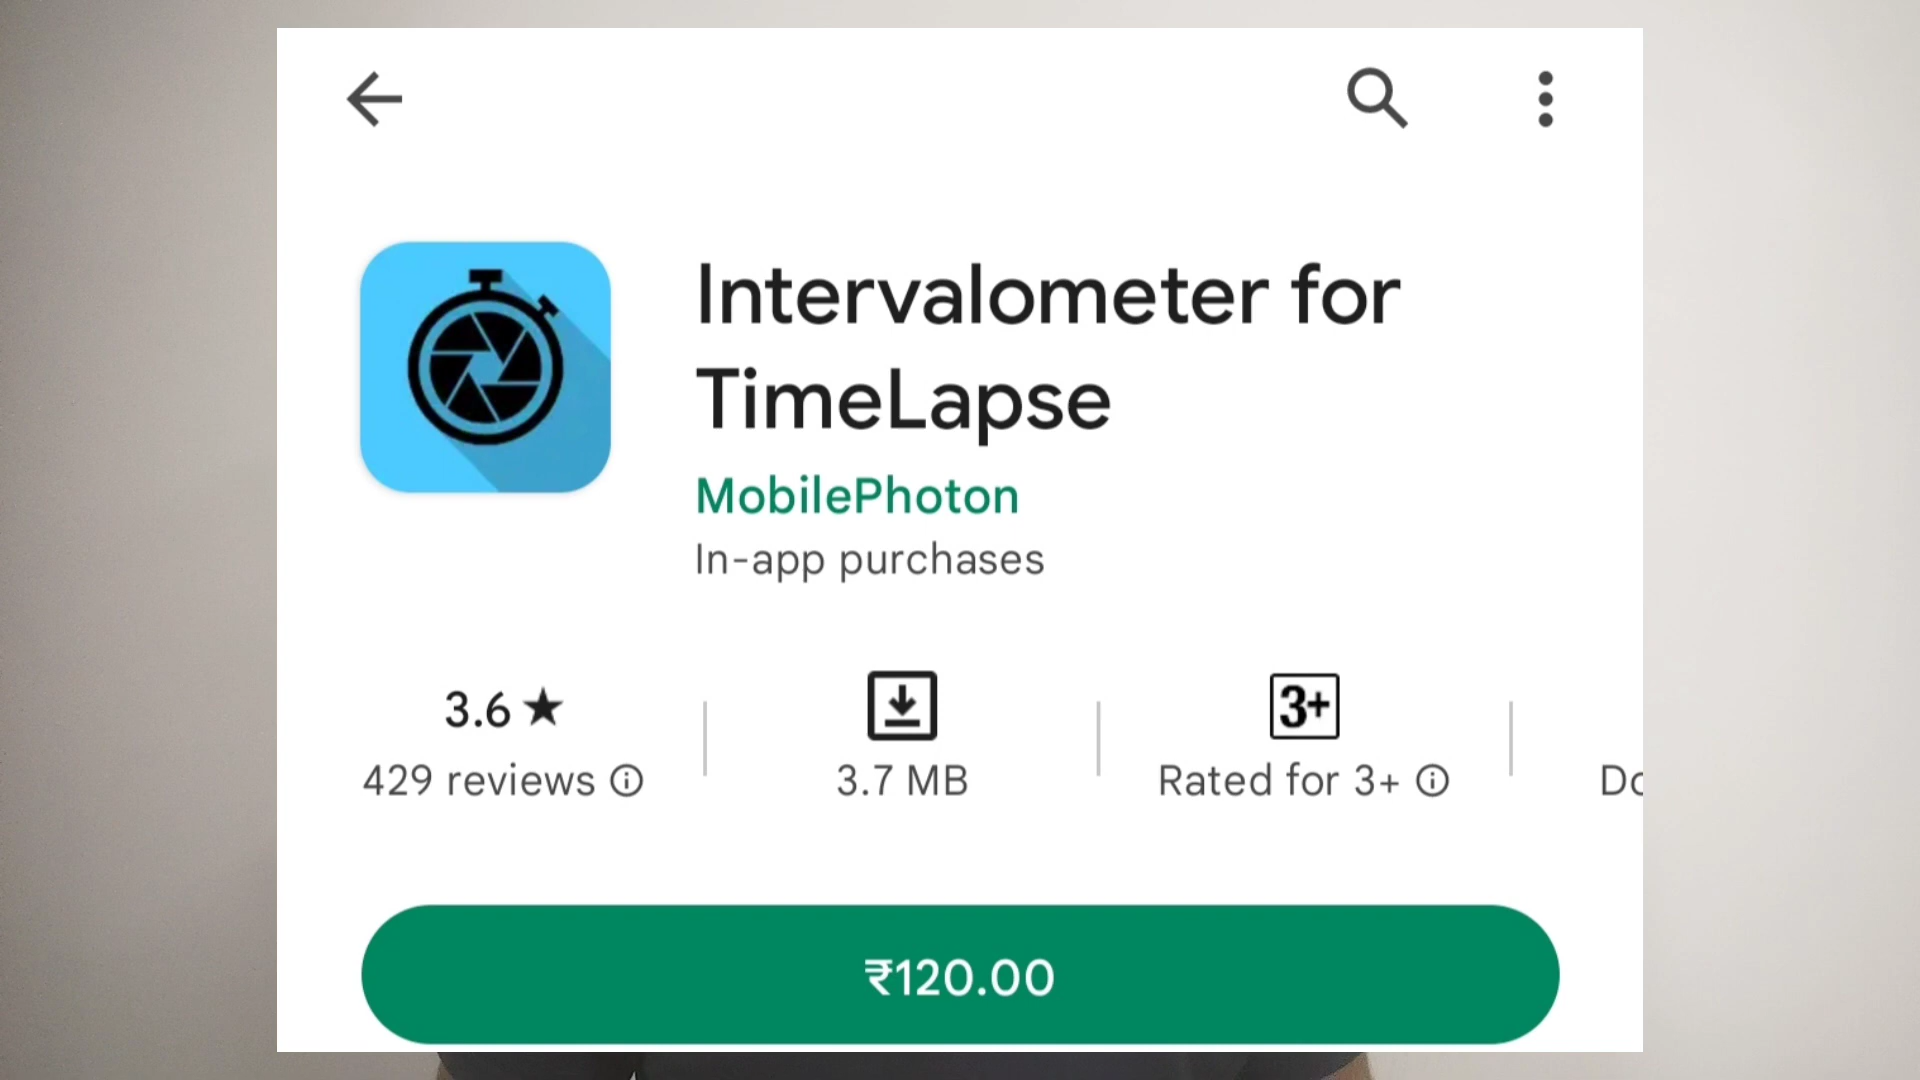 Intervalometer for
TimeLapse
MobilePhoton
In-app purchases
3.6 ★
3+
429 reviews
3.7 MB
Rated for 3+
₹120.00